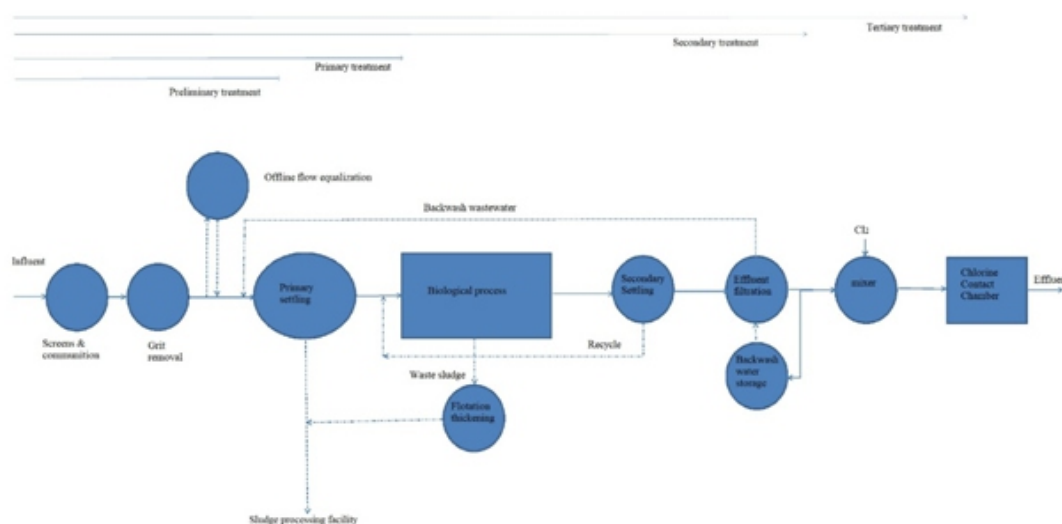 Tertiary treatment
Secondary treatment
Primary treatment
Preliminary treatment
Offline flow equalization
Backwash wastewater
Cl₂
Influent
Primary
settling
Biological process
Secondary
Settling
Effluent
filtration
mixer
Chlorine
Contact
Chamber
Effluer
Screens &
communition
Grit
removal
Recycle
Waste sludge
Backwash
water
storage
Flotation
thickening
Sludge processing facility